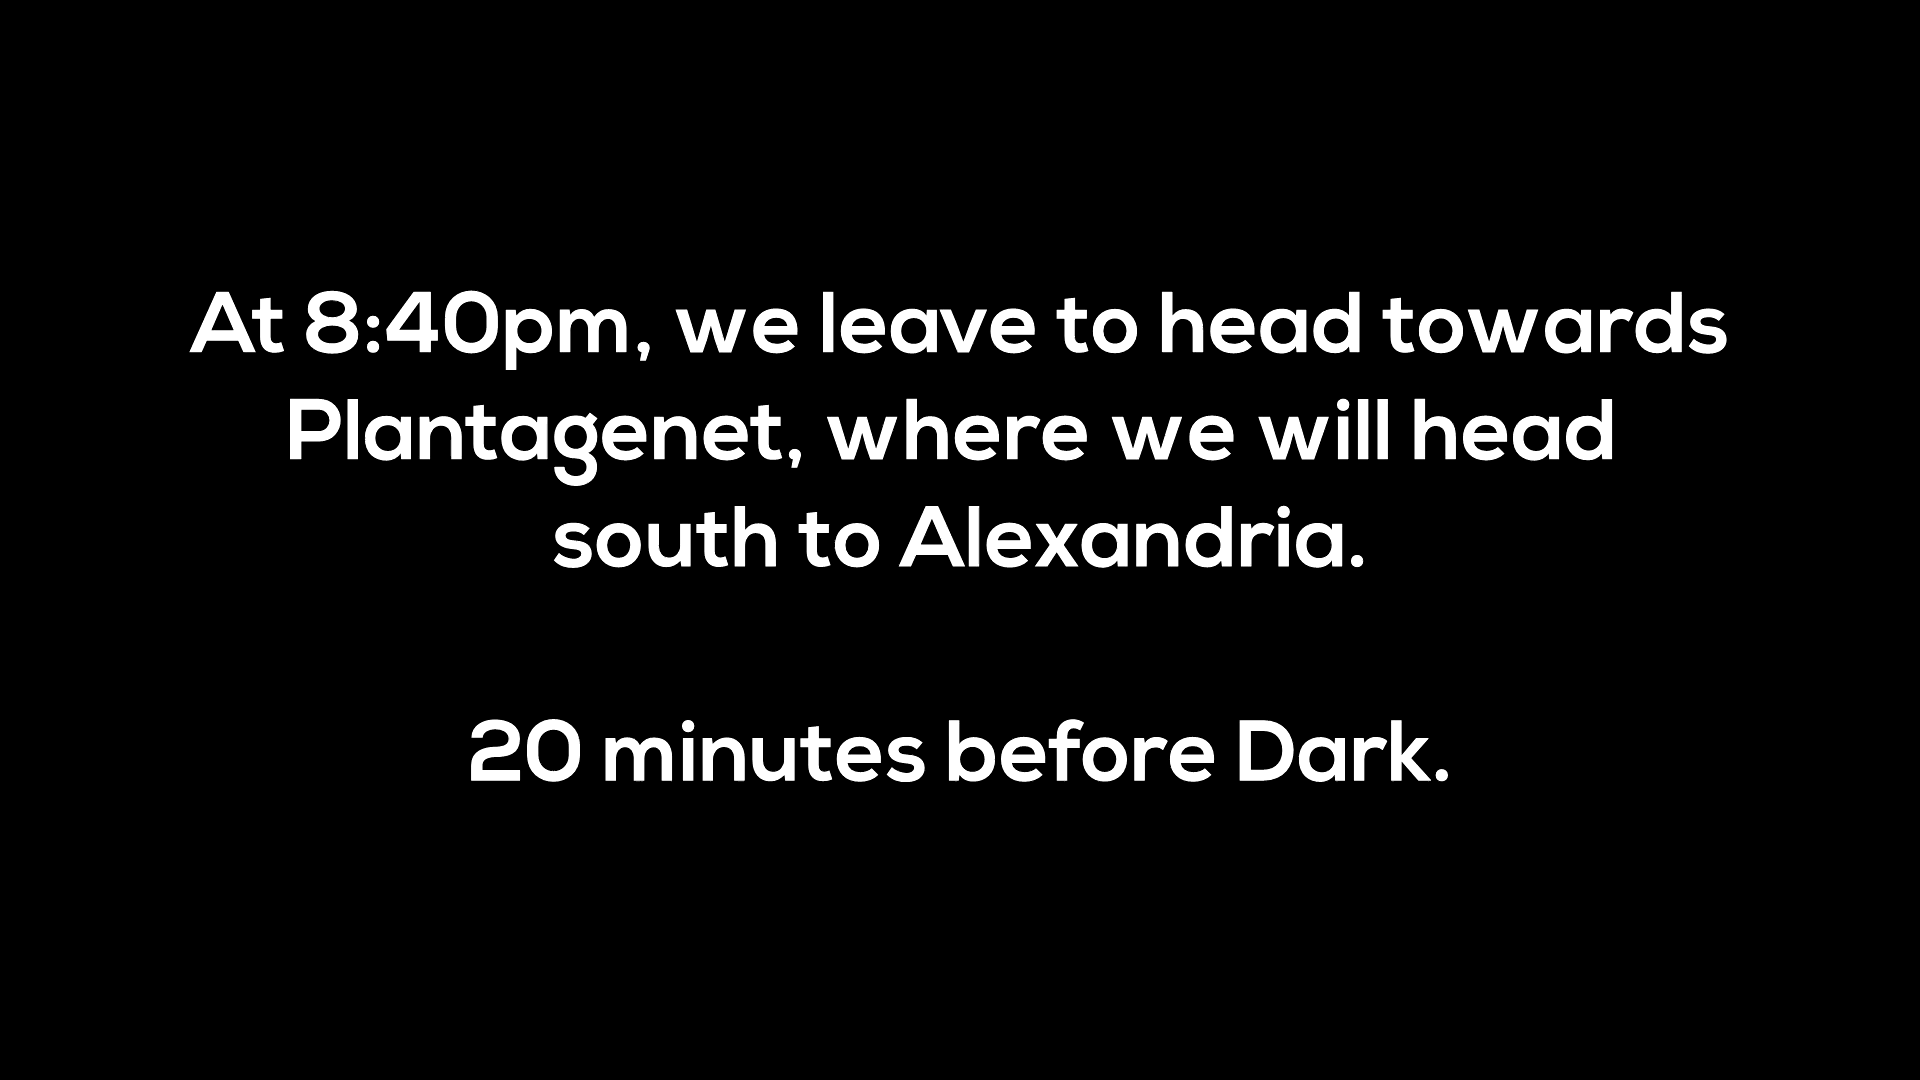 At 8:40pm, we leave to head towards
Plantagenet, where we will head
south to Alexandria.
20 minutes before Dark.